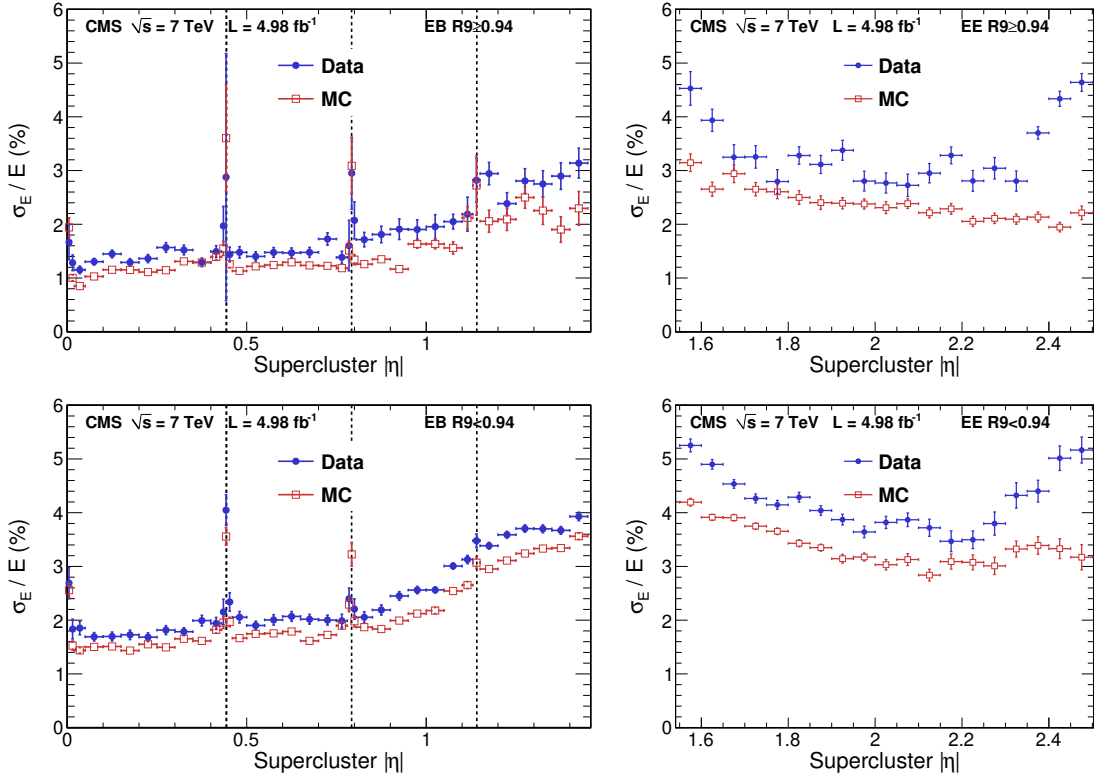 CMS √s = 7 TeV L = 4.98 fb⁻¹ EB R9≥0.94
Data
MC
σ_E / E (%)
6
5
4
3
2
1
0
0 0.5 1
Supercluster |η|
CMS √s = 7 TeV L = 4.98 fb⁻¹ EE R9≥0.94
Data
MC
σ_E / E (%)
6
5
4
3
2
1
0
1.6 1.8 2 2.2 2.4
Supercluster |η|
CMS √s = 7 TeV L = 4.98 fb⁻¹ EB R9<0.94
Data
MC
σ_E / E (%)
6
5
4
3
2
1
0
0 0.5 1
Supercluster |η|
CMS √s = 7 TeV L = 4.98 fb⁻¹ EE R9<0.94
Data
MC
σ_E / E (%)
6
5
4
3
2
1
0
1.6 1.8 2 2.2 2.4
Supercluster |η|